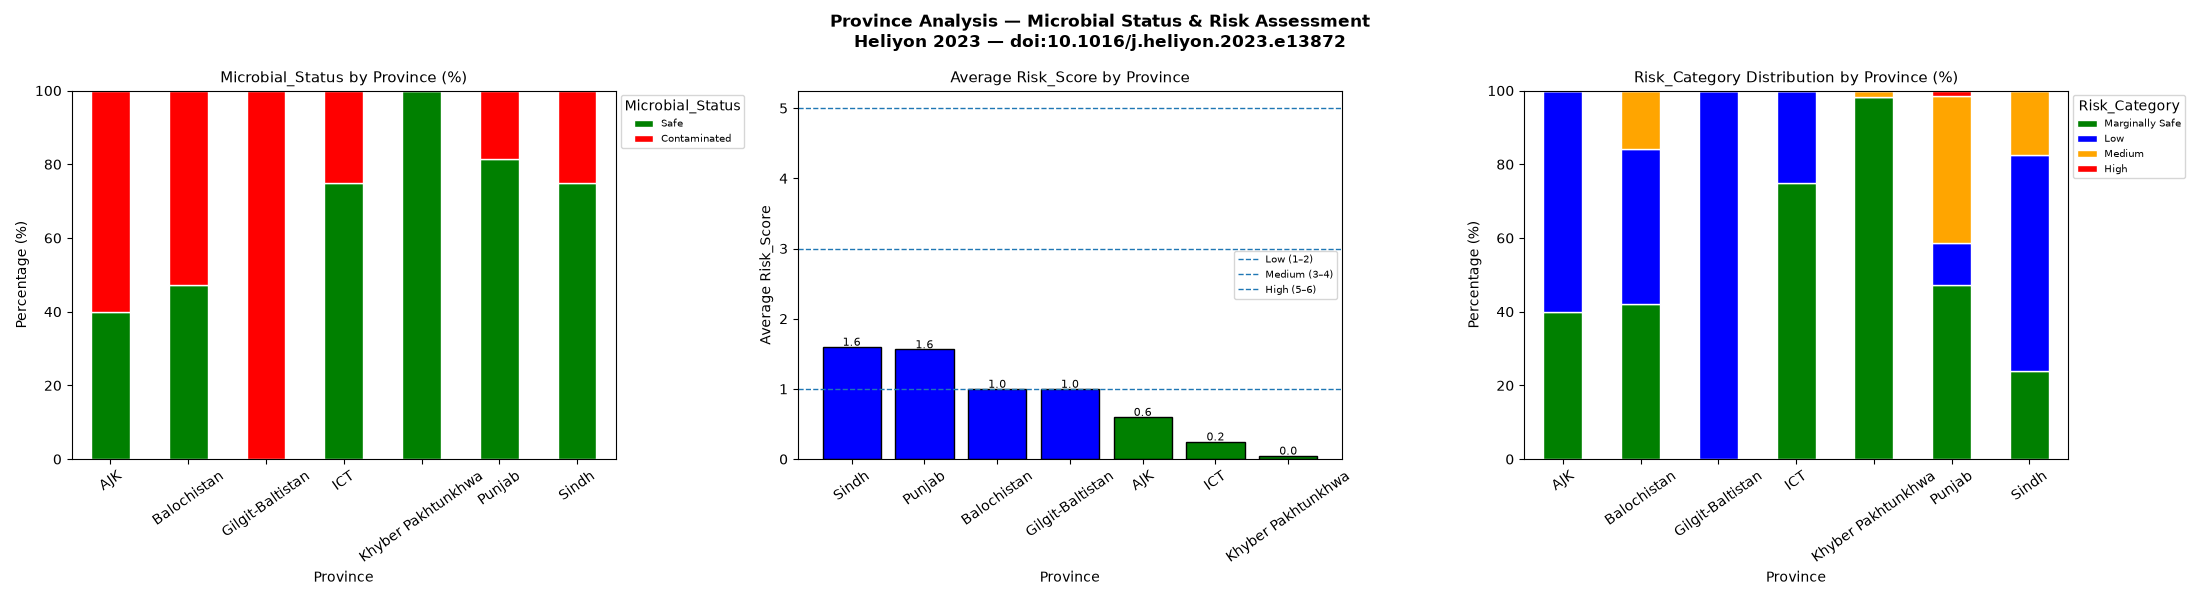 Province Analysis — Microbial Status & Risk Assessment
Heliyon 2023 — doi:10.1016/j.heliyon.2023.e13872
Microbial_Status by Province (%)
Percentage (%)
100
80
60
40
20
0
AJK
Balochistan
Gilgit-Baltistan
ICT
Khyber Pakhtunkhwa
Punjab
Sindh
Province
Microbial_Status
Safe
Contaminated
Average Risk_Score by Province
Average Risk_Score
5
4
3
2
1
0
1.6
1.6
1.0
1.0
0.6
0.2
0.0
Low (1–2)
Medium (3–4)
High (5–6)
Sindh
Punjab
Balochistan
Gilgit-Baltistan
AJK
ICT
Khyber Pakhtunkhwa
Province
Risk_Category Distribution by Province (%)
Percentage (%)
100
80
60
40
20
0
AJK
Balochistan
Gilgit-Baltistan
ICT
Khyber Pakhtunkhwa
Punjab
Sindh
Province
Risk_Category
Marginally Safe
Low
Medium
High